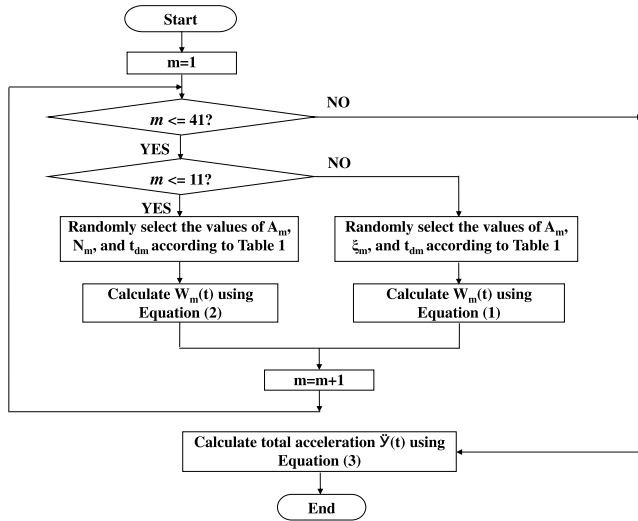 Start
m=1
m <= 41?
NO
YES
m <= 11?
NO
YES
Randomly select the values of Aₘ,
Nₘ, and t_dm according to Table 1
Randomly select the values of Aₘ,
ξₘ, and t_dm according to Table 1
Calculate Wₘ(t) using
Equation (2)
Calculate Wₘ(t) using
Equation (1)
m=m+1
Calculate total acceleration Ÿ(t) using
Equation (3)
End